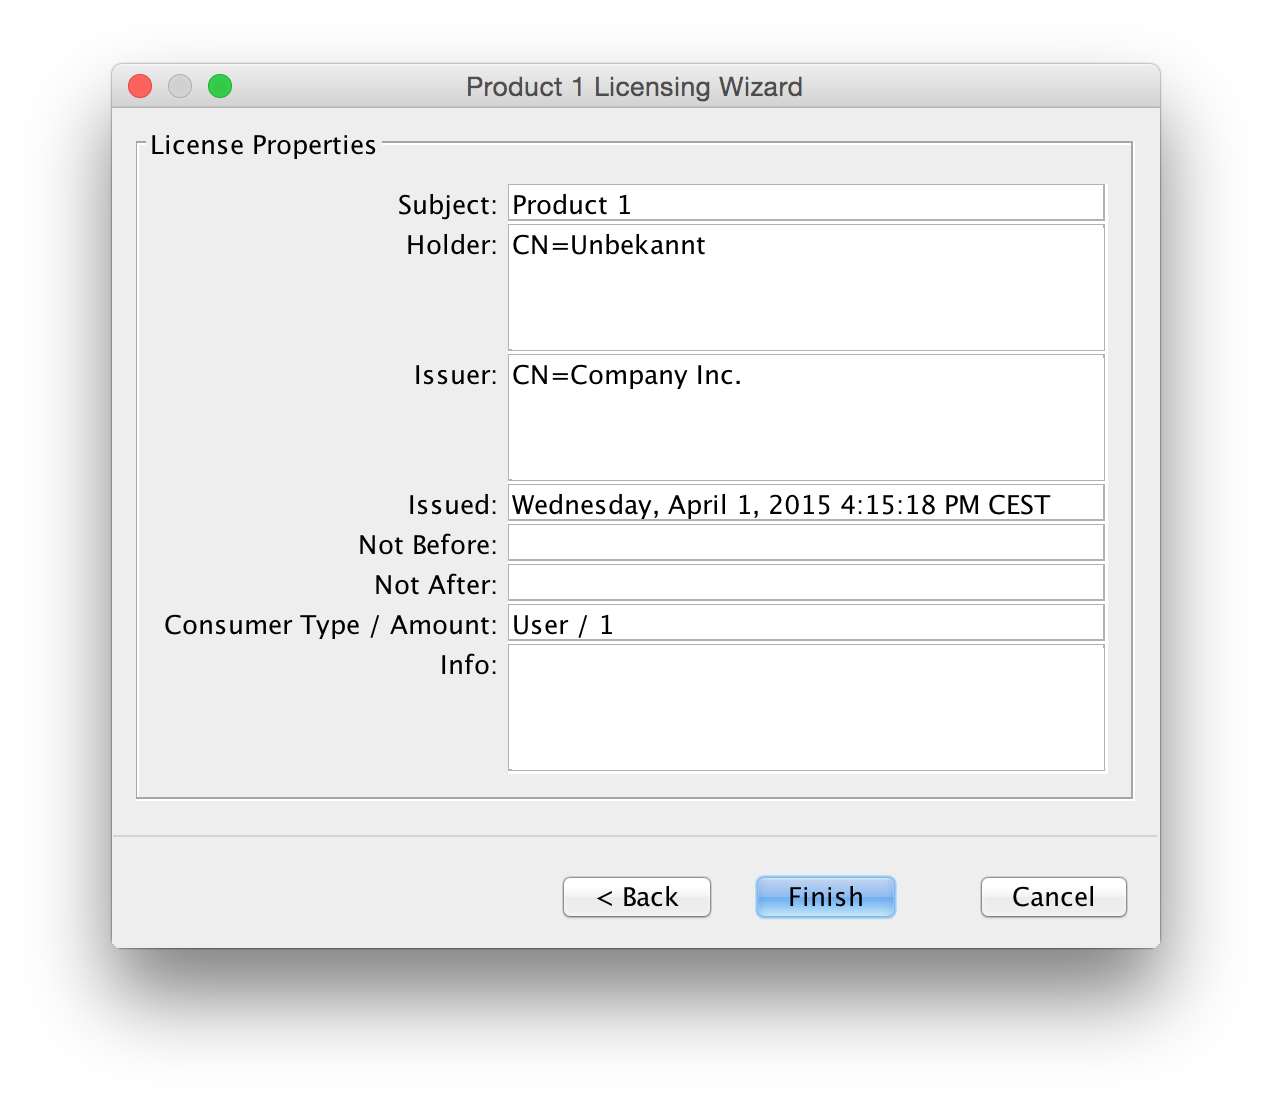 Product 1 Licensing Wizard
License Properties
Subject: Product 1
Holder: CN=Unbekannt
Issuer: CN=Company Inc.
Issued: Wednesday, April 1, 2015 4:15:18 PM CEST
Not Before:
Not After:
Consumer Type / Amount: User / 1
Info:
< Back Finish Cancel